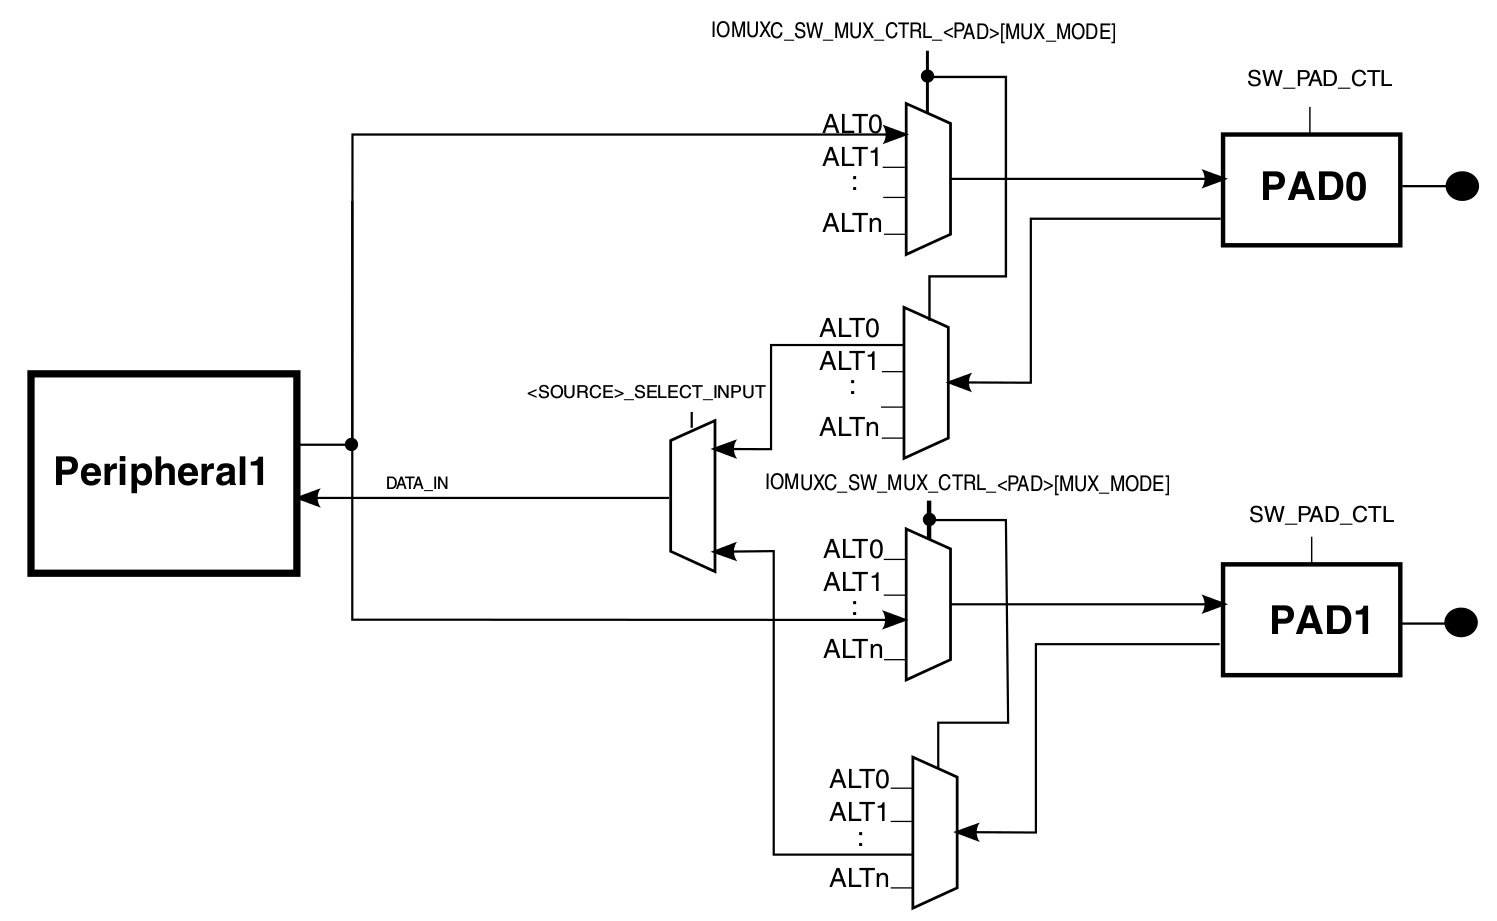 IOMUXC_SW_MUX_CTRL_<PAD>[MUX_MODE]
SW_PAD_CTL
ALT0
ALT1
:
ALTn
PAD0
ALT0
ALT1
:
ALTn
<SOURCE>_SELECT_INPUT
Peripheral1
DATA_IN
IOMUXC_SW_MUX_CTRL_<PAD>[MUX_MODE]
SW_PAD_CTL
ALT0
ALT1
:
ALTn
PAD1
ALT0
ALT1
:
ALTn